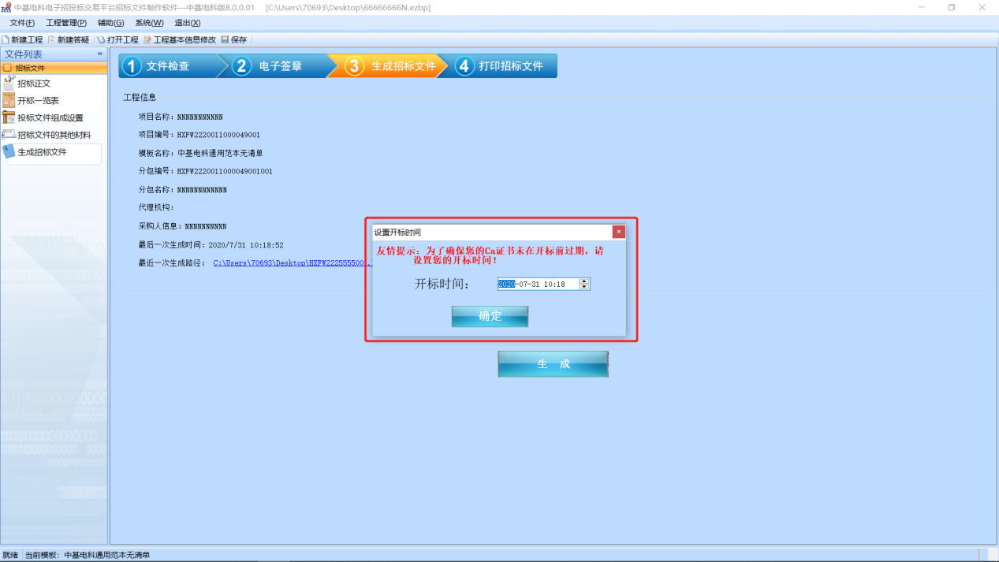 中基电科电子招投标交易平台招标文件制作软件—中基电科版8.0.0.01 [C:\Users\70693\Desktop\66666666N.ezbp]
文件(F) 工程管理(P) 辅助(G) 系统(W) 退出(X)
新建工程 新建答疑 打开工程 工程基本信息修改 保存
文件列表 «
招标文件
招标正文
开标一览表
投标文件组成设置
招标文件的其他材料
生成招标文件
1 文件检查 2 电子签章 3 生成招标文件 4 打印招标文件
工程信息
项目名称：NNNNNNNNNNN
项目编号：HXFW2220011000049001
模板名称：中基电科通用范本无清单
分包编号：HXFW2220011000049001001
分包名称：NNNNNNNNNNNN
代理机构：
采购人信息：NNNNNNNNNN
最后一次生成时间：2020/7/31 10:18:52
最近一次生成路径： C:\Users\70693\Desktop\HXFW2225555001.
设置开标时间
友情提示：为了确保您的Ca证书未在开标前过期，请
设置您的开标时间！
开标时间： 2020-07-31 10:18
确定
生 成
就绪 当前模板：中基电科通用范本无清单